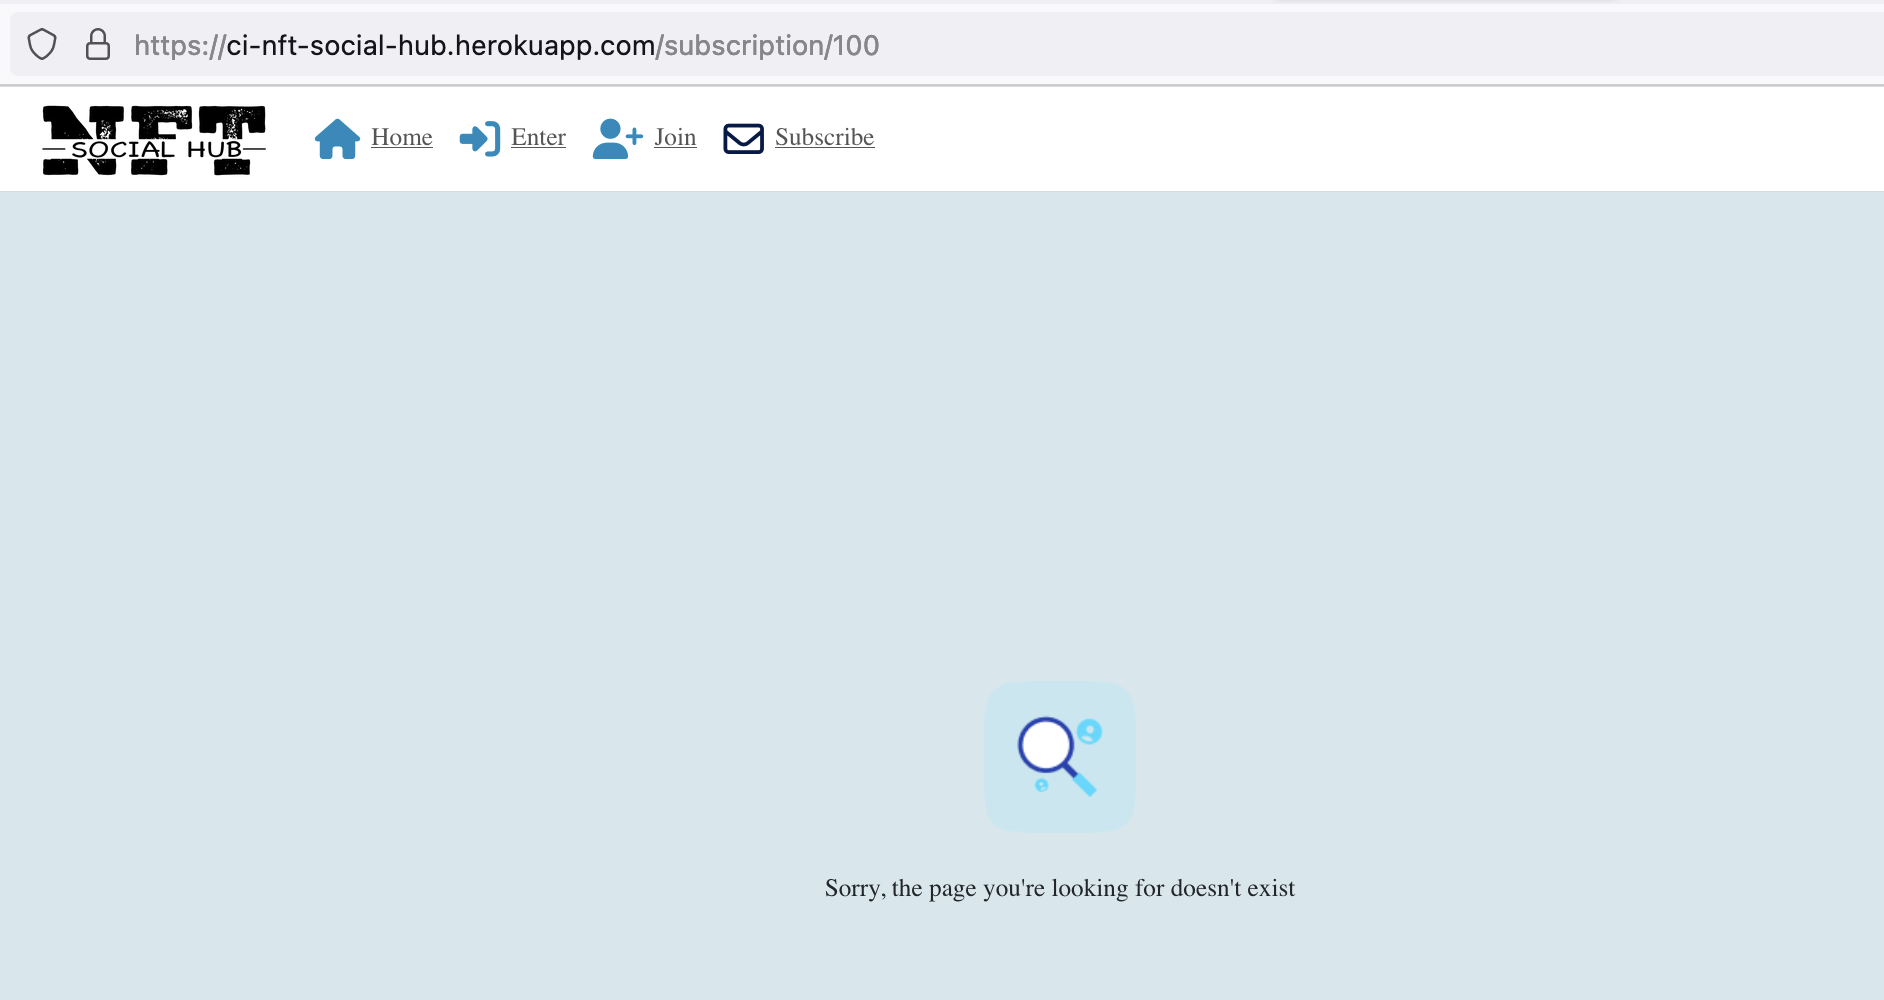 https://ci-nft-social-hub.herokuapp.com/subscription/100
NFT
SOCIAL HUB
Home Enter Join Subscribe
Sorry, the page you're looking for doesn't exist